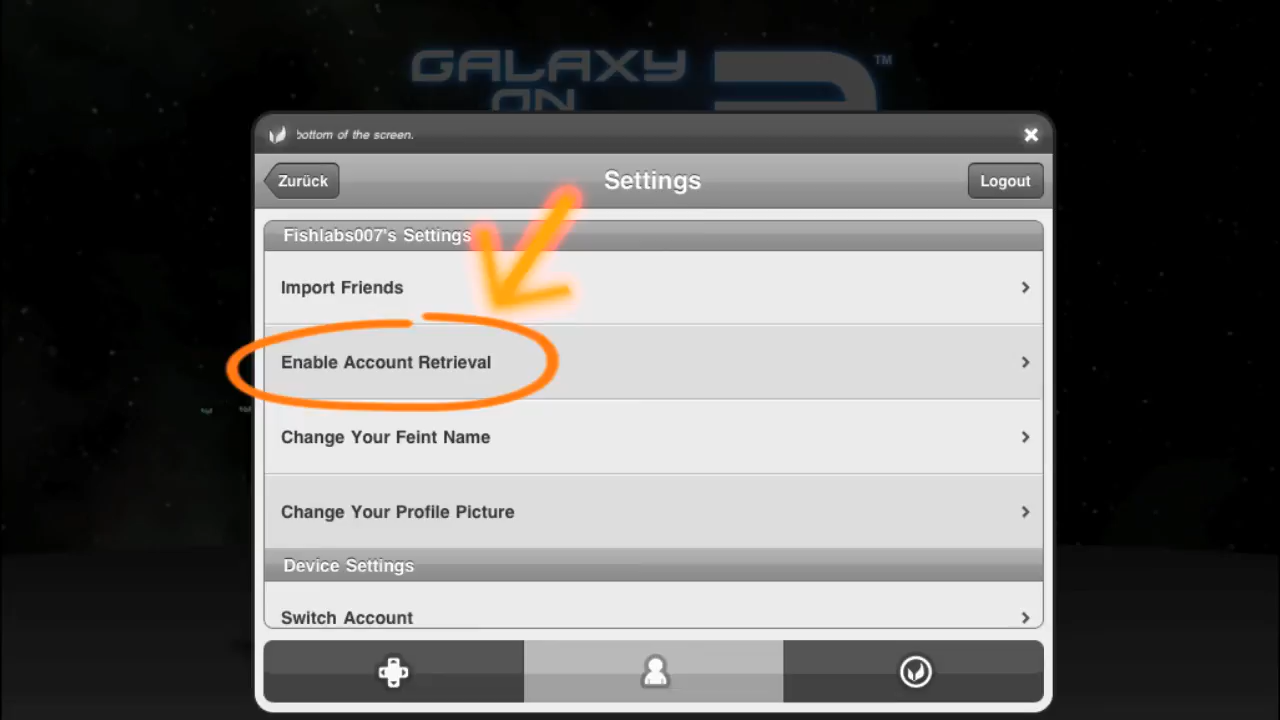 GALAXY
ON 2™
bottom of the screen.
Zurück
Settings
Logout
Fishlabs007's Settings
Import Friends
Enable Account Retrieval
Change Your Feint Name
Change Your Profile Picture
Device Settings
Switch Account